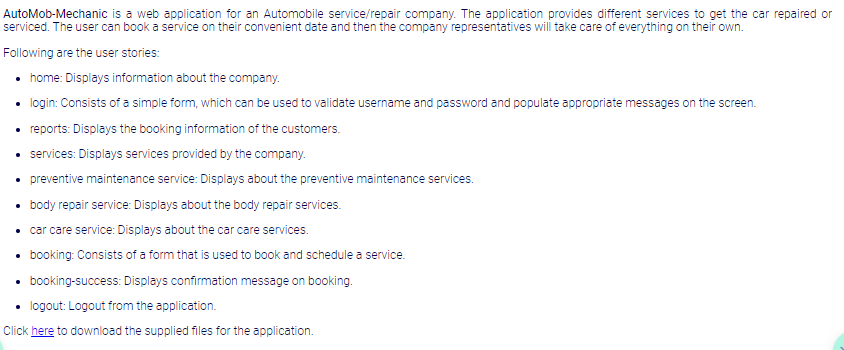 AutoMob-Mechanic is a web application for an Automobile service/repair company. The application provides different services to get the car repaired or
serviced. The user can book a service on their convenient date and then the company representatives will take care of everything on their own.
Following are the user stories:
• home: Displays information about the company.
• login: Consists of a simple form, which can be used to validate username and password and populate appropriate messages on the screen.
• reports: Displays the booking information of the customers.
• services: Displays services provided by the company.
• preventive maintenance service: Displays about the preventive maintenance services.
• body repair service: Displays about the body repair services.
• car care service: Displays about the car care services.
• booking: Consists of a form that is used to book and schedule a service.
• booking-success: Displays confirmation message on booking.
• logout: Logout from the application.
Click here to download the supplied files for the application.